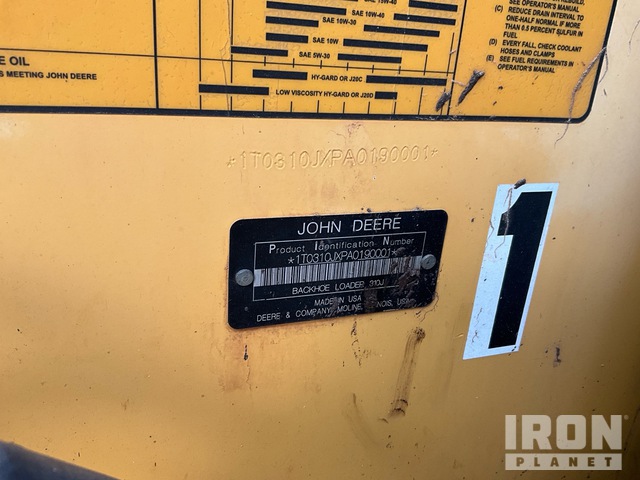 SAE 10W-40
SAE 10W-30
SAE 10W
SAE 5W-30
HY-GARD OR J20C
LOW VISCOSITY HY-GARD OR J20D
E OIL
S MEETING JOHN DEERE
SEE OPERATOR'S MANUAL
(C) REDUCE DRAIN INTERVAL TO
ONE-HALF NORMAL IF MORE
THAN 0.5 PERCENT SULFUR IN
FUEL
(D) EVERY FALL, CHECK COOLANT
HOSES AND CLAMPS
(E) SEE FUEL REQUIREMENTS IN
OPERATOR'S MANUAL
*1T0310JXPA0190001*
JOHN DEERE
Product Identification Number
*1T0310JXPA0190001*
BACKHOE LOADER 310J
MADE IN USA
DEERE & COMPANY, MOLINE, ILLINOIS, USA
1
IRON
PLANET